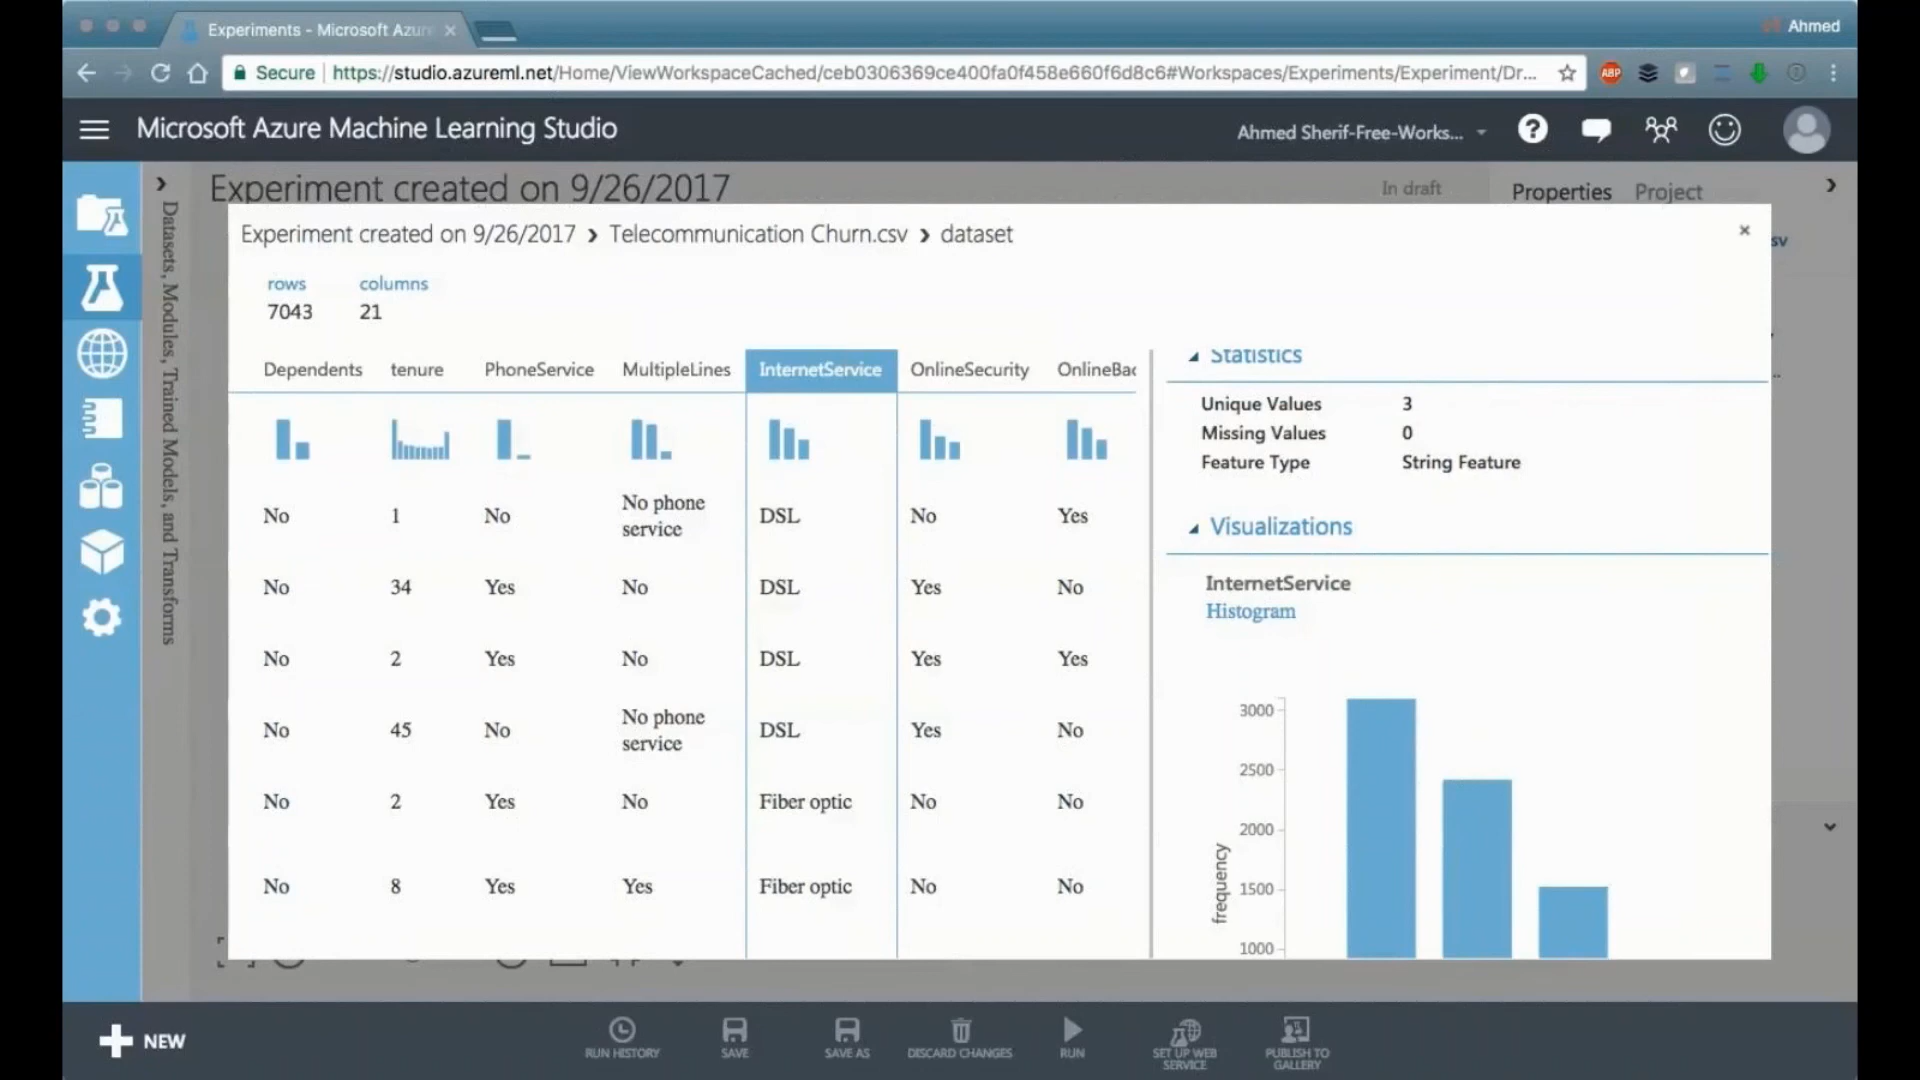 Experiments - Microsoft Azur
Ahmed
Secure https://studio.azureml.net/Home/ViewWorkspaceCached/ceb0306369ce400fa0f458e660f6d8c6#Workspaces/Experiments/Experiment/Dr...
ABP
Microsoft Azure Machine Learning Studio
Ahmed Sherif-Free-Works...
Experiment created on 9/26/2017
In draft
Properties Project
Datasets, Modules, Trained Models, and Transforms
Experiment created on 9/26/2017 › Telecommunication Churn.csv › dataset
sv
rows columns
7043 21
Dependents tenure PhoneService MultipleLines InternetService OnlineSecurity OnlineBac
No 1 No No phone service DSL No Yes
No 34 Yes No DSL Yes No
No 2 Yes No DSL Yes Yes
No 45 No No phone service DSL Yes No
No 2 Yes No Fiber optic No No
No 8 Yes Yes Fiber optic No No
Statistics
Unique Values 3
Missing Values 0
Feature Type String Feature
Visualizations
InternetService
Histogram
3000
2500
2000
1500
1000
frequency
NEW
RUN HISTORY
SAVE
SAVE AS
DISCARD CHANGES
RUN
SET UP WEB
SERVICE
PUBLISH TO
GALLERY